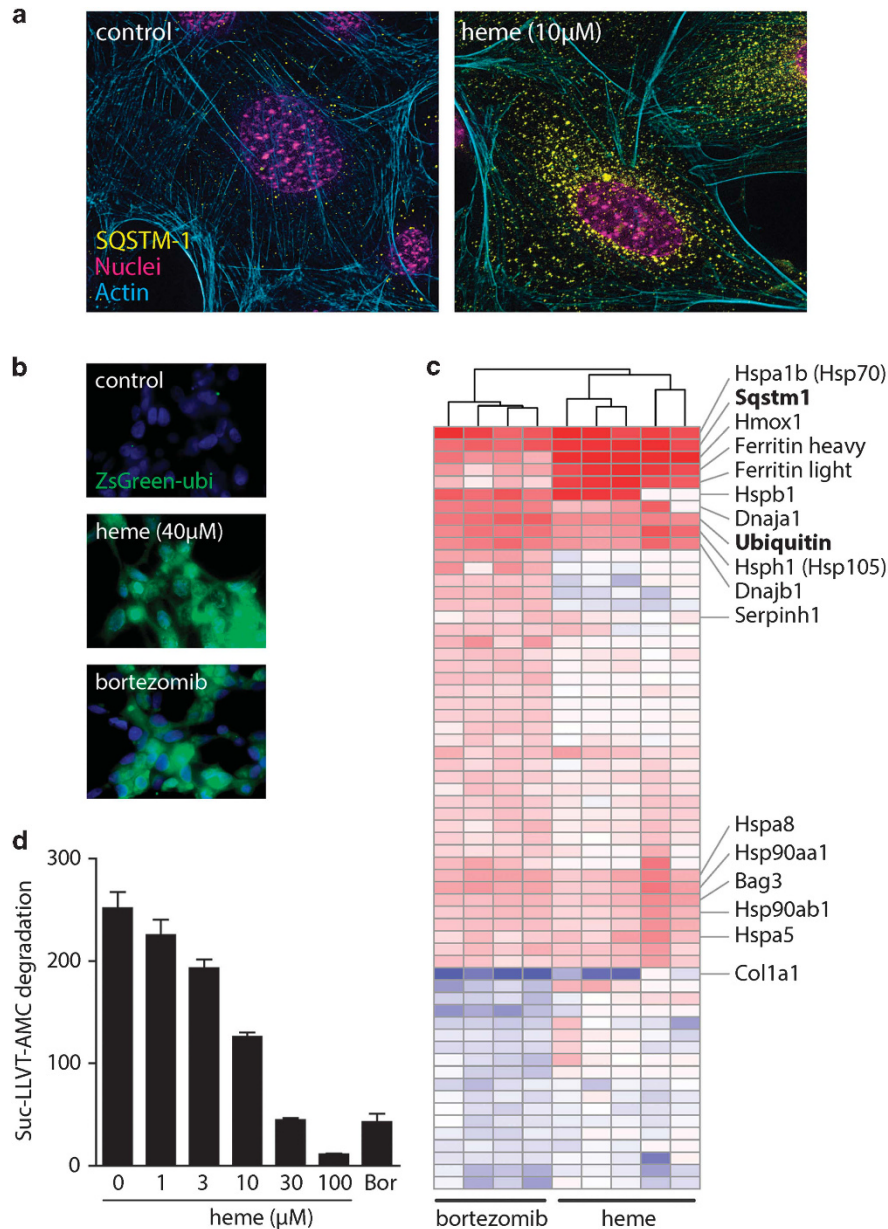 a
control
SQSTM-1
Nuclei
Actin
heme (10μM)
b
control
ZsGreen-ubi
heme (40μM)
bortezomib
c
Hspa1b (Hsp70)
Sqstm1
Hmox1
Ferritin heavy
Ferritin light
Hspb1
Dnaja1
Ubiquitin
Hsph1 (Hsp105)
Dnajb1
Serpinh1
Hspa8
Hsp90aa1
Bag3
Hsp90ab1
Hspa5
Col1a1
bortezomib
heme
d
Suc-LLVT-AMC degradation
300
200
100
0
0 1 3 10 30 100 Bor
heme (μM)